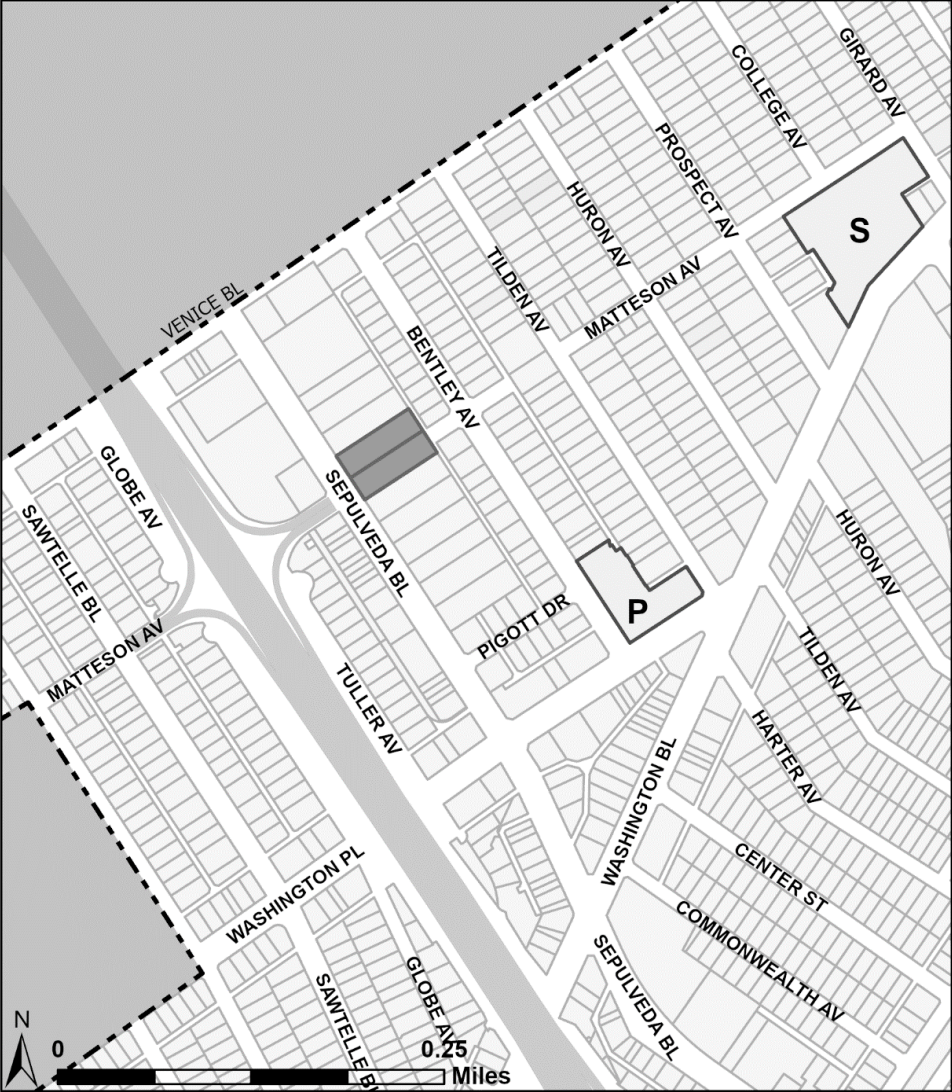 GIRARD AV
COLLEGE AV
PROSPECT AV
HURON AV
S
TILDEN AV
MATTESON AV
VENICE BL
BENTLEY AV
GLOBE AV
SEPULVEDA BL
SAWTELLE BL
HURON AV
P
PIGOTT DR
MATTESON AV
TILDEN AV
TULLER AV
HARTER AV
WASHINGTON BL
CENTER ST
WASHINGTON PL
COMMONWEALTH AV
SEPULVEDA BL
GLOBE AV
SAWTELLE BL
N
0
0.25
Miles